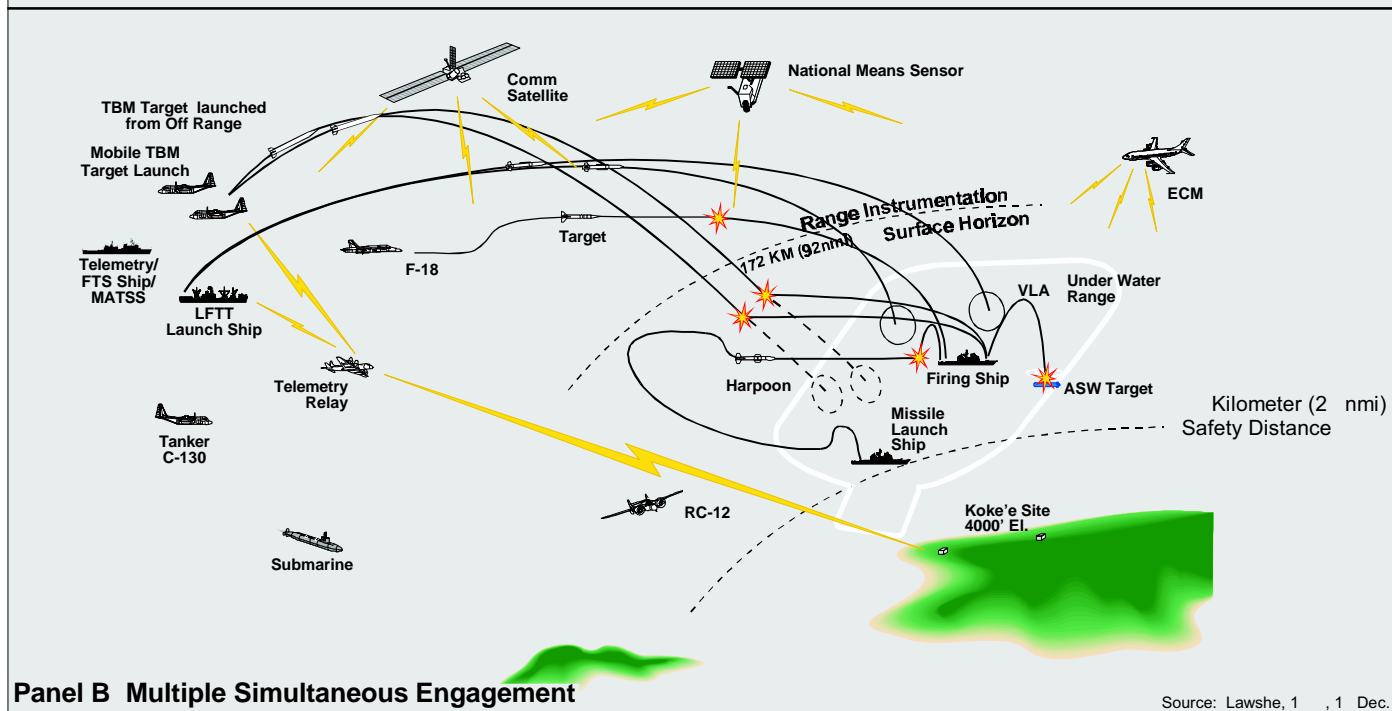 Comm
Satellite
National Means Sensor
TBM Target launched
from Off Range
Mobile TBM
Target Launch
ECM
Range Instrumentation
Surface Horizon
172 KM (92nmi)
Target
F-18
Telemetry/
FTS Ship/
MATSS
LFTT
Launch Ship
VLA
Under Water
Range
Telemetry
Relay
Harpoon
Firing Ship
ASW Target
Kilometer (2 nmi)
Safety Distance
Missile
Launch
Ship
Tanker
C-130
RC-12
Koke’e Site
4000’ El.
Submarine
Panel B Multiple Simultaneous Engagement
Source: Lawshe, 1 , 1 Dec.